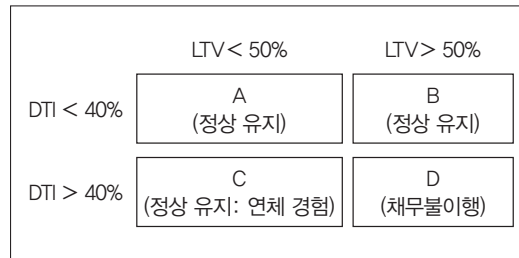 LTV < 50% LTV > 50%
DTI < 40%
A
(정상 유지)
B
(정상 유지)
DTI > 40%
C
(정상 유지: 연체 경험)
D
(채무불이행)